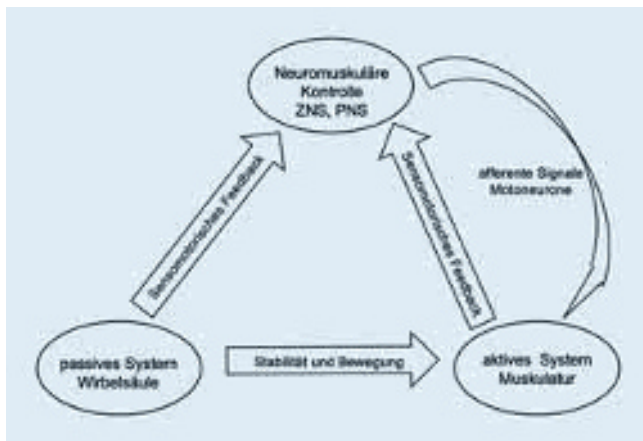 Neuromuskuläre
Kontrolle
ZNS, PNS
Sensomotorisches Feedback
Sensomotorisches Feedback
afferente Signale
Motoneurone
passives System
Wirbelsäule
Stabilität und Bewegung
aktives System
Muskulatur